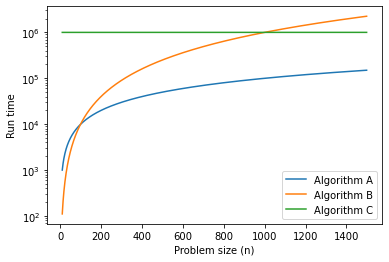 10⁶
10⁵
10⁴
10³
10²
Run time
0 200 400 600 800 1000 1200 1400
Problem size (n)
Algorithm A
Algorithm B
Algorithm C